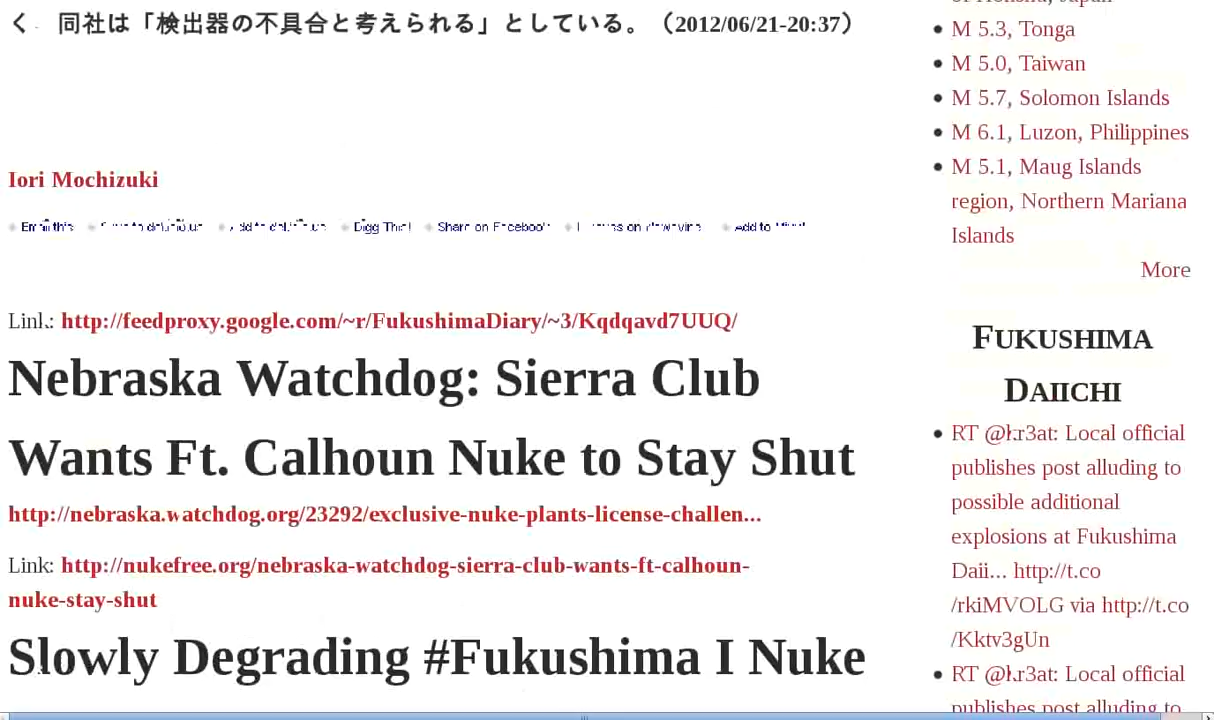 く 同社は「検出器の不具合と考えられる」としている。（2012/06/21-20:37）
Iori Mochizuki
Email this
Digg This!
Share on Facebook
Add to
Link: http://feedproxy.google.com/~r/FukushimaDiary/~3/Kqdqavd7UUQ/
Nebraska Watchdog: Sierra Club
Wants Ft. Calhoun Nuke to Stay Shut
http://nebraska.watchdog.org/23292/exclusive-nuke-plants-license-challen...
Link: http://nukefree.org/nebraska-watchdog-sierra-club-wants-ft-calhoun-
nuke-stay-shut
Slowly Degrading #Fukushima I Nuke
M 5.3, Tonga
M 5.0, Taiwan
M 5.7, Solomon Islands
M 6.1, Luzon, Philippines
M 5.1, Maug Islands
region, Northern Mariana
Islands
More
FUKUSHIMA
DAIICHI
RT Local official
publishes post alluding to
possible additional
explosions at Fukushima
Daii... http://t.co
/rkiMVOLG via http://t.co
/Kktv3gUn
RT Local official
publishes post alluding to